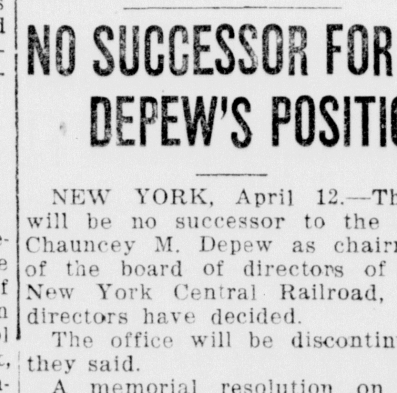 NO SUCCESSOR FOR
DEPEW'S POSITI
NEW YORK, April 12.—Th
will be no successor to the
Chauncey M. Depew as chair
of the board of directors of
New York Central Railroad,
directors have decided.
The office will be discontin
they said.
A memorial resolution on